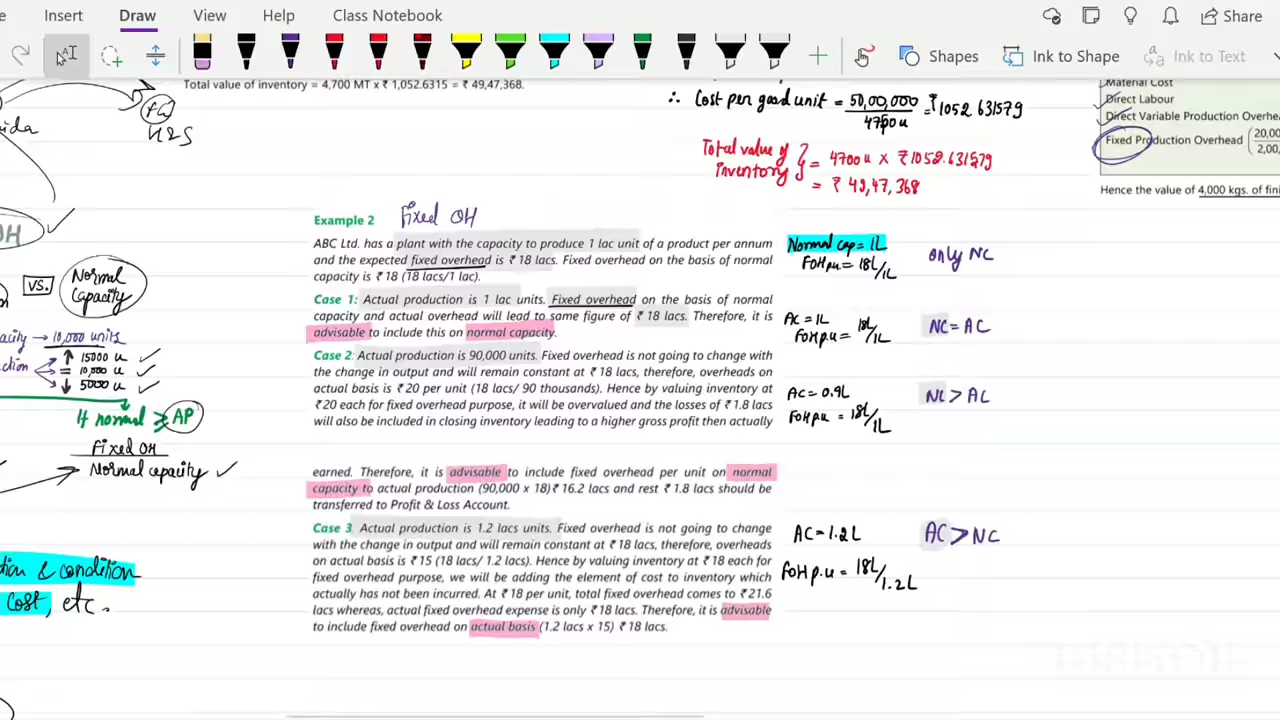 Insert Draw View Help Class Notebook
Share
Shapes Ink to Shape Ink to Text
Total value of inventory = 4,700 MT x ₹ 1,052.6315 = ₹ 49,47,368.
∴ Cost per good unit = 50,00,000 / 4750 u = ₹1052.631579
Total value of inventory } = 4700 u x ₹1052.631579
= ₹ 49,47,368
Material Cost
Direct Labour
Direct Variable Production Overhe
Fixed Production Overhead (20,00 2,00,
Hence the value of 4,000 kgs. of fini
OH
vs. Normal Capacity
→ 10,000 units
↑ 15000 u ✓
= 10,000 u ✓
↓ 5000 u ✓
If normal ≥ AP
Fixed OH
→ Normal capacity ✓
tion & condition
cost, etc.
Example 2 Fixed OH
ABC Ltd. has a plant with the capacity to produce 1 lac unit of a product per annum
and the expected fixed overhead is ₹ 18 lacs. Fixed overhead on the basis of normal
capacity is ₹ 18 (18 lacs/1 lac).
Normal cap = 1L
FOH p.u = 18L/1L
only NC
Case 1: Actual production is 1 lac units. Fixed overhead on the basis of normal
capacity and actual overhead will lead to same figure of ₹ 18 lacs. Therefore, it is
advisable to include this on normal capacity.
AC = 1L
FOH p.u = 18L/1L
NC = AC
Case 2: Actual production is 90,000 units. Fixed overhead is not going to change with
the change in output and will remain constant at ₹ 18 lacs, therefore, overheads on
actual basis is ₹ 20 per unit (18 lacs/ 90 thousands). Hence by valuing inventory at
₹ 20 each for fixed overhead purpose, it will be overvalued and the losses of ₹ 1.8 lacs
will also be included in closing inventory leading to a higher gross profit then actually
AC = 0.9L
FOH p.u = 18L/1L
NC > AC
earned. Therefore, it is advisable to include fixed overhead per unit on normal
capacity to actual production (90,000 x 18) ₹ 16.2 lacs and rest ₹ 1.8 lacs should be
transferred to Profit & Loss Account.
Case 3: Actual production is 1.2 lacs units. Fixed overhead is not going to change
with the change in output and will remain constant at ₹ 18 lacs, therefore, overheads
on actual basis is ₹ 15 (18 lacs/ 1.2 lacs). Hence by valuing inventory at ₹ 18 each for
fixed overhead purpose, we will be adding the element of cost to inventory which
actually has not been incurred. At ₹ 18 per unit, total fixed overhead comes to ₹ 21.6
lacs whereas, actual fixed overhead expense is only ₹ 18 lacs. Therefore, it is advisable
to include fixed overhead on actual basis (1.2 lacs x 15) ₹ 18 lacs.
AC = 1.2L
FOH p.u = 18L/1.2L
AC > NC